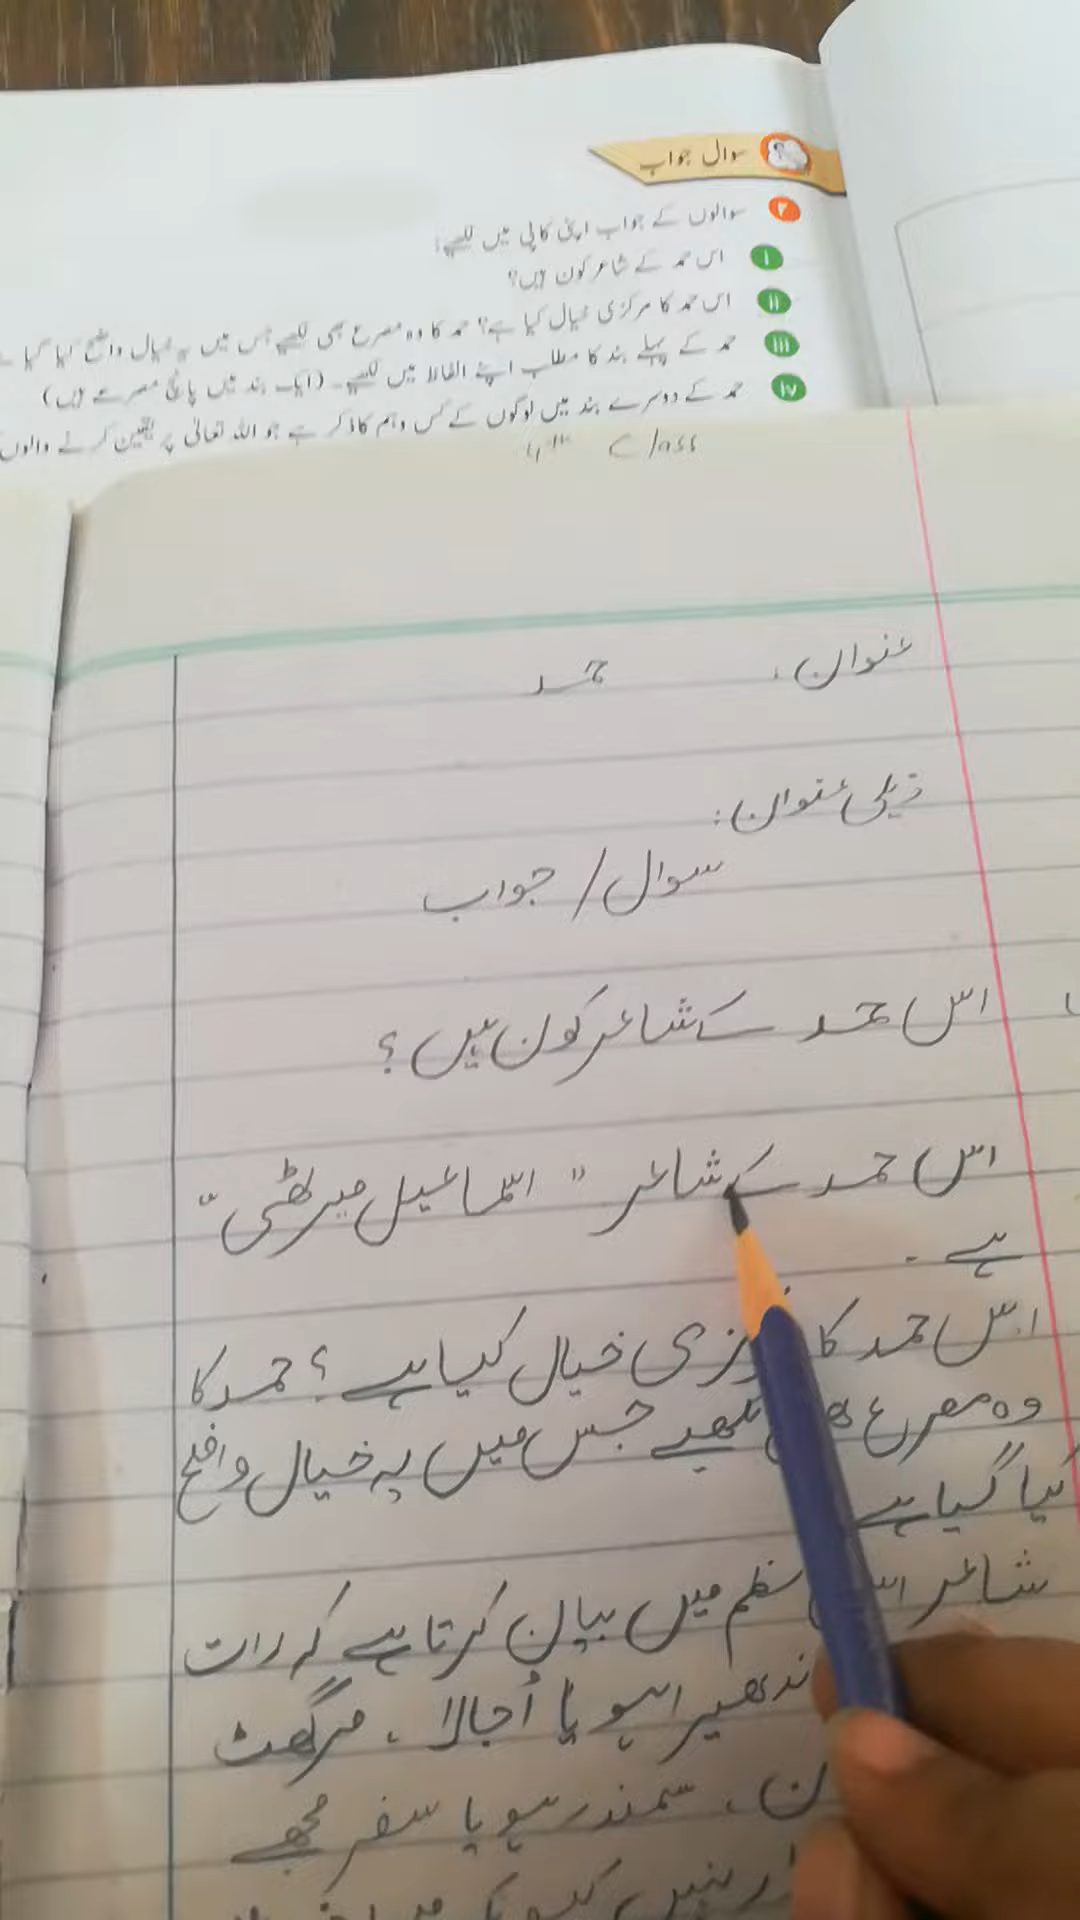 سوال جواب
۲ سوالوں کے جواب اپنی کاپی میں لکھیے:
i اس حمد کے شاعر کون ہیں؟
ii اس حمد کا مرکزی خیال کیا ہے؟ حمد کا وہ مصرع بھی لکھیے جس میں یہ خیال واضح کیا گیا
iii حمد کے پہلے بند کا مطلب اپنے الفاظ میں لکھیے۔ (ایک بند میں پانچ مصرعے ہیں)
iv حمد کے دوسرے بند میں لوگوں کے کس وہم کا ذکر ہے جو اللہ تعالیٰ پر یقین کرنے والوں
4th Class
عنوان: حمد
ذیلی عنوان:
سوال / جواب
اس حمد کے شاعر کون ہیں؟
اس حمد کے شاعر "اسماعیل میرٹھی"
ہے۔
اس حمد کا خیال کیا ہے؟ حمد کا
وہ مصرع لکھیے جس میں یہ خیال واضح
کیا گیا ہے
شاعر اس نظم میں بیان کرتا ہے کہ رات
ہو یا اُجالا، مرگھٹ
سمندر ہو یا سفر مجھے